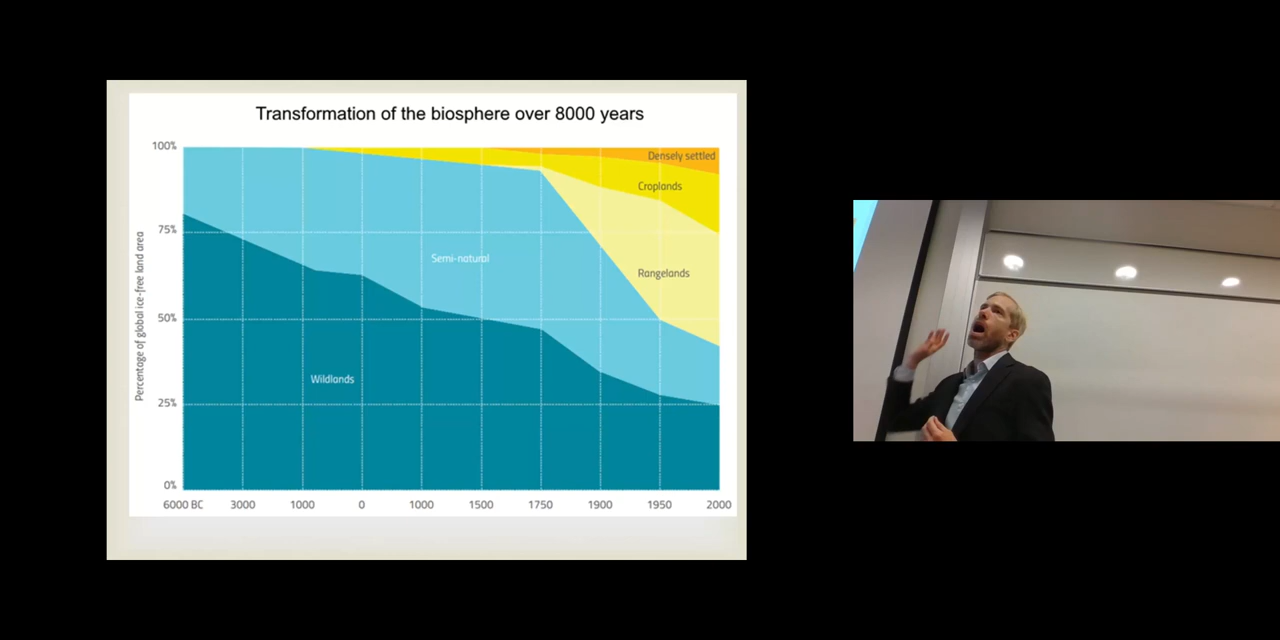 Transformation of the biosphere over 8000 years
100%
75%
50%
25%
0%
Percentage of global ice-free land area
Densely settled
Croplands
Semi-natural
Rangelands
Wildlands
6000 BC 3000 1000 0 1000 1500 1750 1900 1950 2000